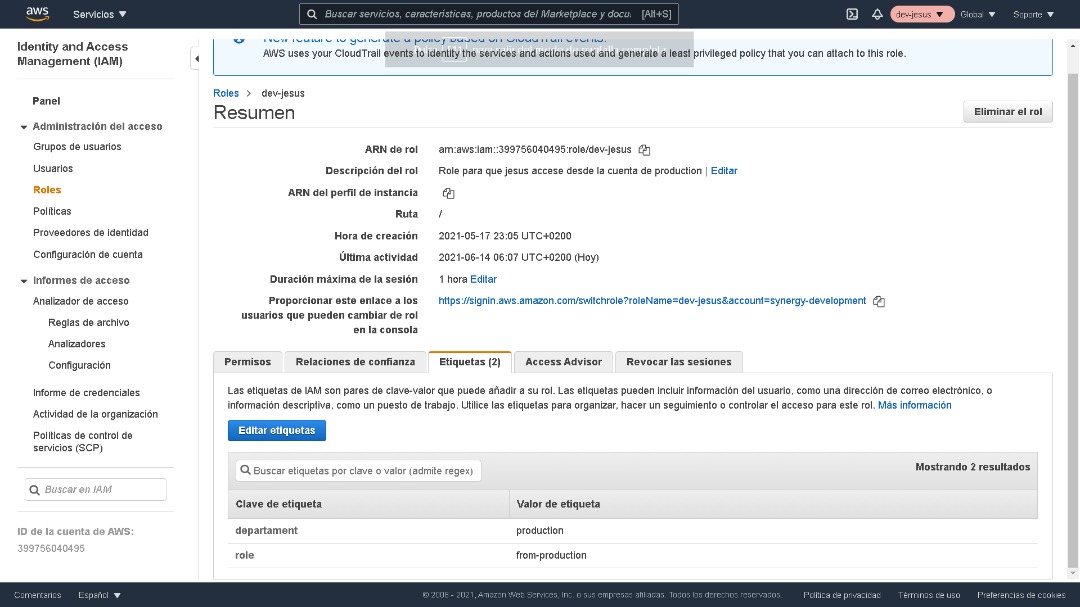 aws
Servicios
Buscar servicios, características, productos del Marketplace y docu. [Alt+S]
dev-jesus
Global
Soporte
Identity and Access
Management (IAM)
Panel
Administración del acceso
Grupos de usuarios
Usuarios
Roles
Políticas
Proveedores de identidad
Configuración de cuenta
Informes de acceso
Analizador de acceso
Reglas de archivo
Analizadores
Configuración
Informe de credenciales
Actividad de la organización
Políticas de control de
servicios (SCP)
Buscar en IAM
ID de la cuenta de AWS:
399756040495
New feature to generate a policy based on CloudTrail events.
AWS uses your CloudTrail events to identity the services and actions used and generate a least privileged policy that you can attach to this role.
Roles > dev-jesus
Resumen
Eliminar el rol
ARN de rol arn:aws:iam::399756040495:role/dev-jesus
Descripción del rol Role para que jesus accese desde la cuenta de production | Editar
ARN del perfil de instancia
Ruta /
Hora de creación 2021-05-17 23:05 UTC+0200
Última actividad 2021-06-14 06:07 UTC+0200 (Hoy)
Duración máxima de la sesión 1 hora Editar
Proporcionar este enlace a los https://signin.aws.amazon.com/switchrole?roleName=dev-jesus&account=synergy-development
usuarios que pueden cambiar de rol
en la consola
Permisos
Relaciones de confianza
Etiquetas (2)
Access Advisor
Revocar las sesiones
Las etiquetas de IAM son pares de clave-valor que puede añadir a su rol. Las etiquetas pueden incluir información del usuario, como una dirección de correo electrónico, o
información descriptiva, como un puesto de trabajo. Utilice las etiquetas para organizar, hacer un seguimiento o controlar el acceso para este rol. Más información
Editar etiquetas
Buscar etiquetas por clave o valor (admite regex)
Mostrando 2 resultados
Clave de etiqueta Valor de etiqueta
departament production
role from-production
Comentarios
Español
© 2008 - 2021, Amazon Web Services, Inc. o sus empresas afiliadas. Todos los derechos reservados.
Política de privacidad
Términos de uso
Preferencias de cookies